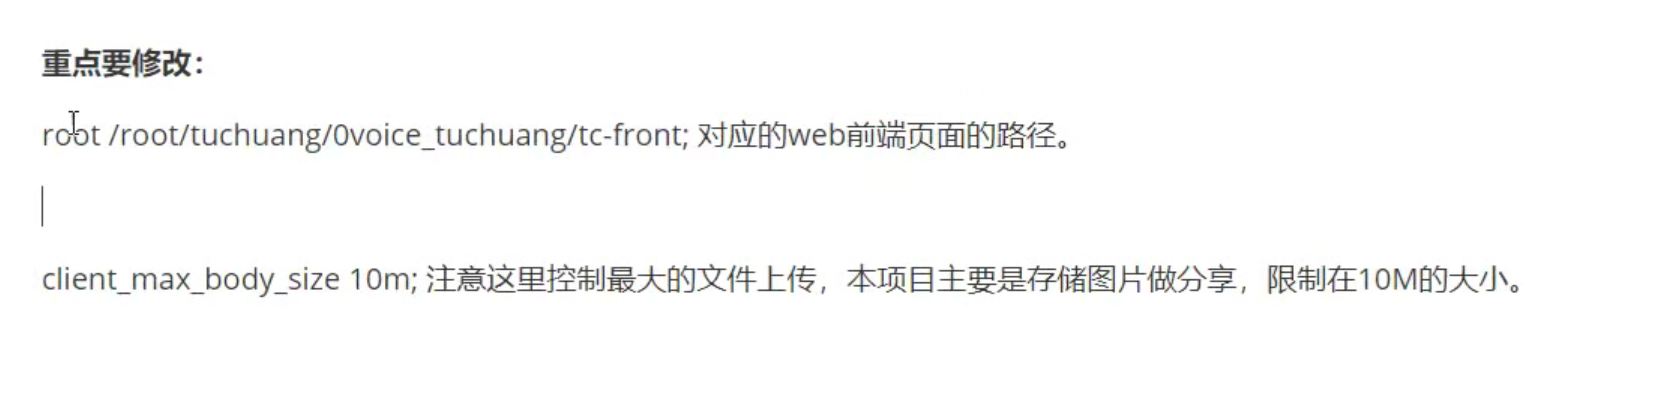 重点要修改：
root /root/tuchuang/0voice_tuchuang/tc-front; 对应的web前端页面的路径。
client_max_body_size 10m; 注意这里控制最大的文件上传，本项目主要是存储图片做分享，限制在10M的大小。